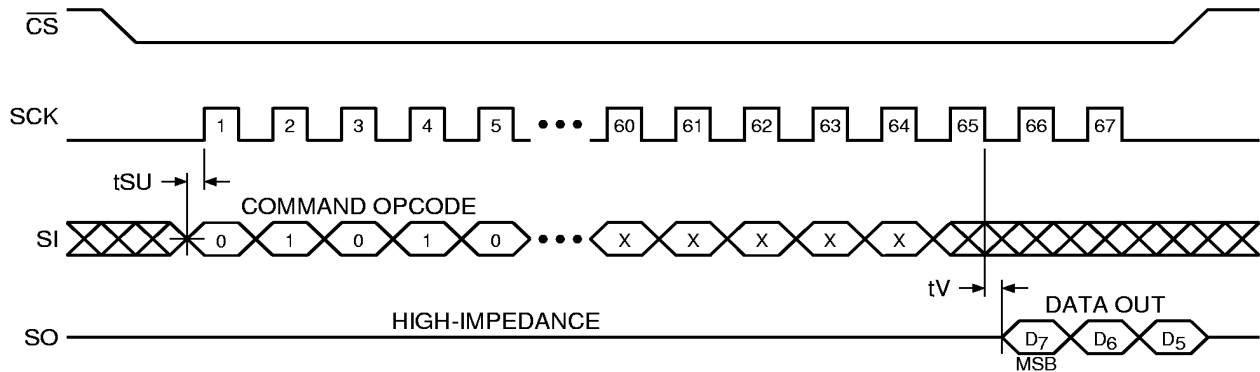 CS
SCK 1 2 3 4 5 ••• 60 61 62 63 64 65 66 67
tSU
COMMAND OPCODE
SI 0 1 0 1 0 ••• X X X X X
tV
HIGH-IMPEDANCE DATA OUT
SO D7 D6 D5
MSB